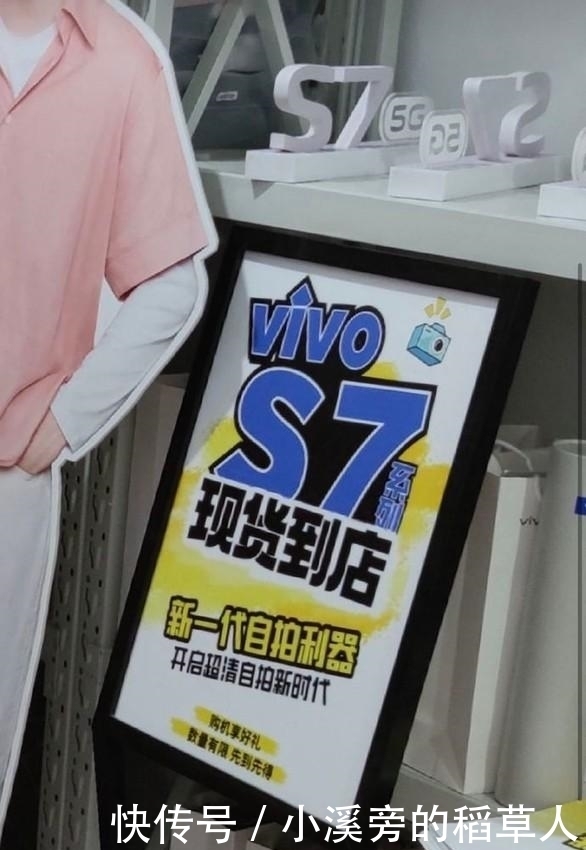 S7 5G
5G S7
vivo
S7
系列
现货到店
新一代自拍利器
开启超清自拍新时代
购机享好礼
数量有限 先到先得
vivo
快传号 / 小溪旁的稻草人